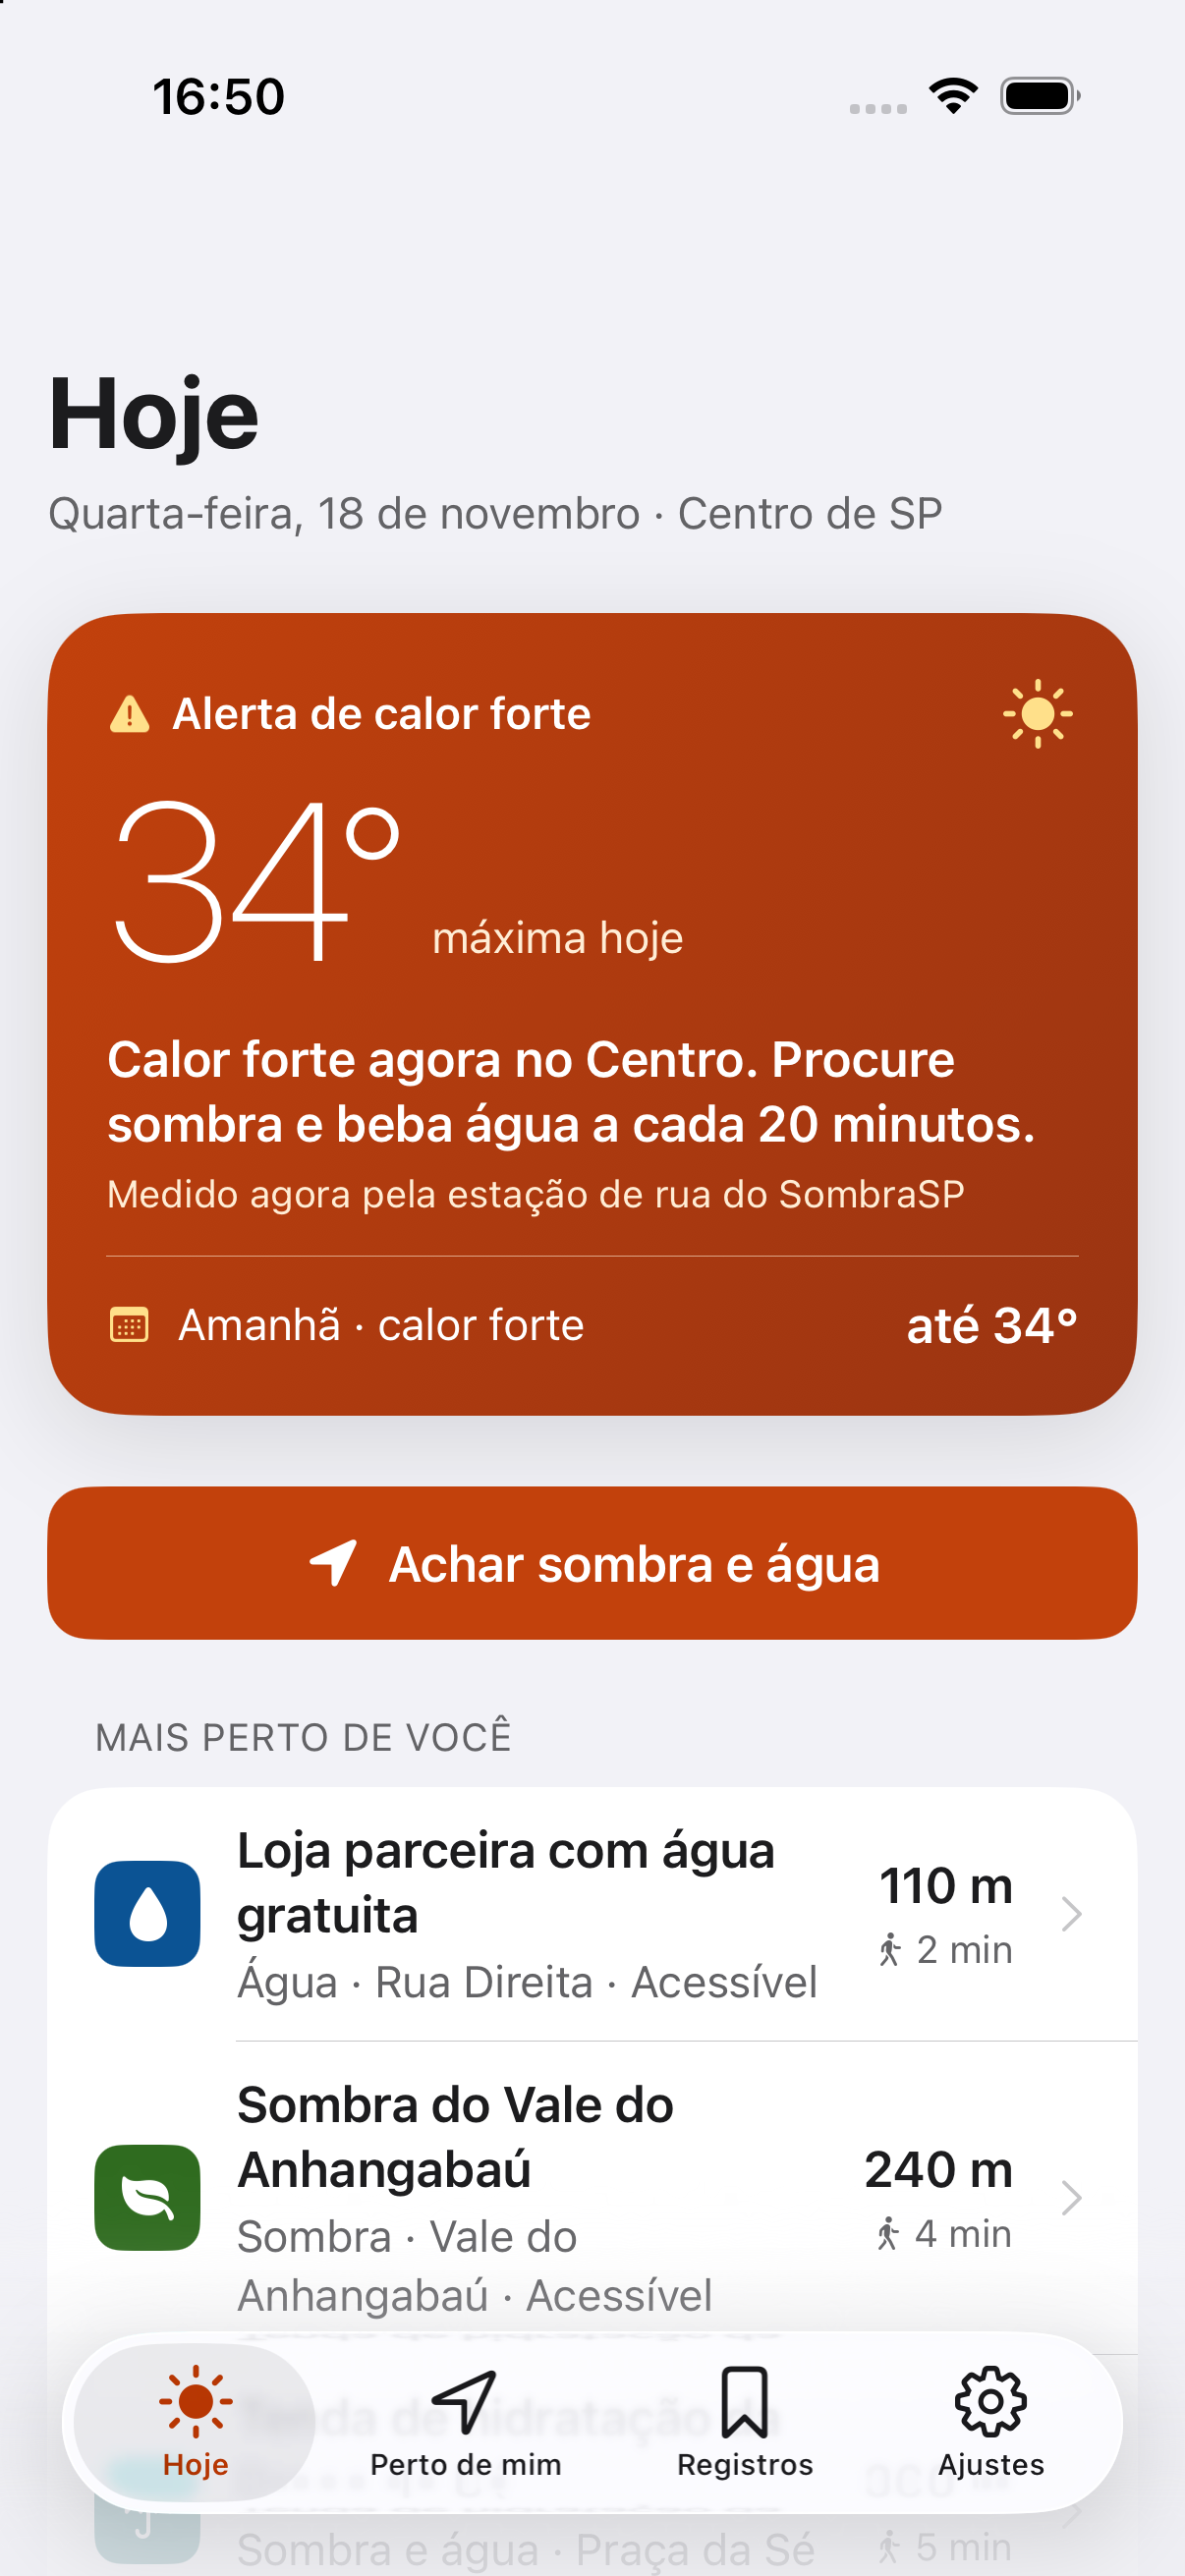 16:50
Hoje
Quarta-feira, 18 de novembro · Centro de SP
Alerta de calor forte
34°
máxima hoje
Calor forte agora no Centro. Procure
sombra e beba água a cada 20 minutos.
Medido agora pela estação de rua do SombraSP
Amanhã · calor forte
até 34°
Achar sombra e água
MAIS PERTO DE VOCÊ
Loja parceira com água
gratuita
110 m
2 min
Água · Rua Direita · Acessível
Sombra do Vale do
Anhangabaú
240 m
4 min
Sombra · Vale do
Anhangabaú · Acessível
Hoje
Perto de mim
Registros
Ajustes
Sombra e água · Praça da Sé
5 min